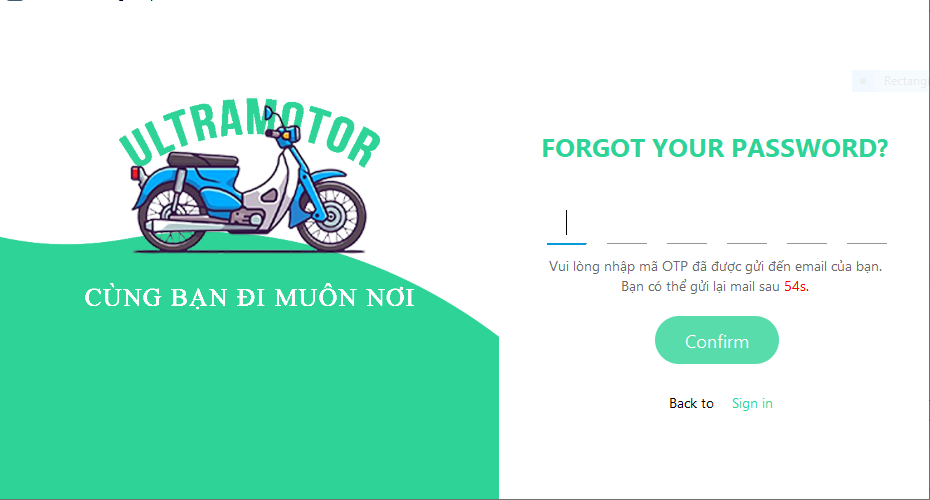 ULTRAMOTOR
CÙNG BẠN ĐI MUÔN NƠI
FORGOT YOUR PASSWORD?
Vui lòng nhập mã OTP đã được gửi đến email của bạn.
Bạn có thể gửi lại mail sau 54s.
Confirm
Back to Sign in